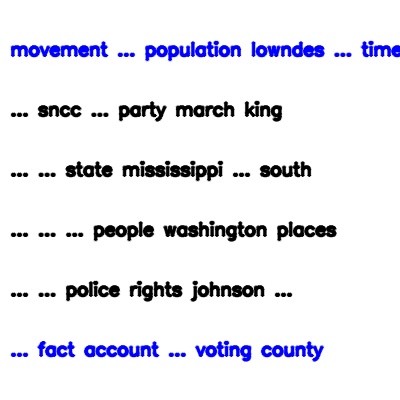 movement ... population lowndes ... time
... sncc ... party march king
... ... state mississippi ... south
... ... ... people washington places
... ... police rights johnson ...
... fact account ... voting county